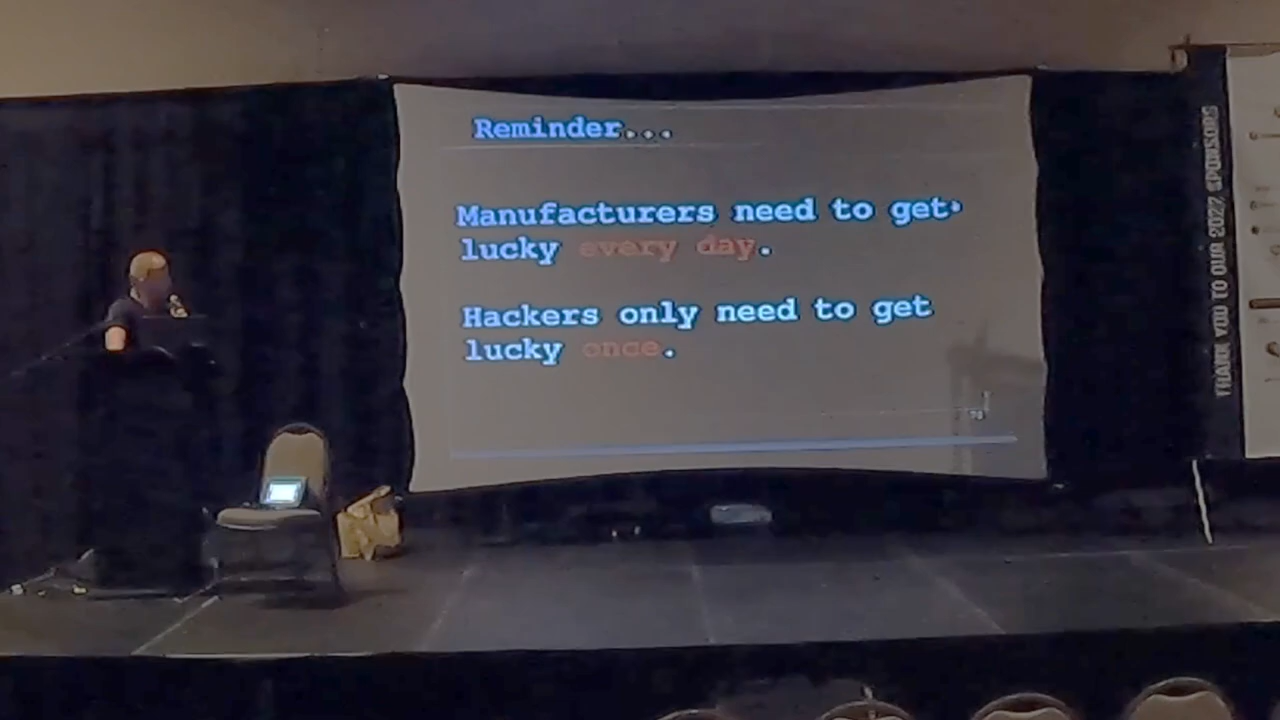 Reminder...
Manufacturers need to get
lucky every day.
Hackers only need to get
lucky once.
THANK YOU TO OUR 2022 SPONSORS